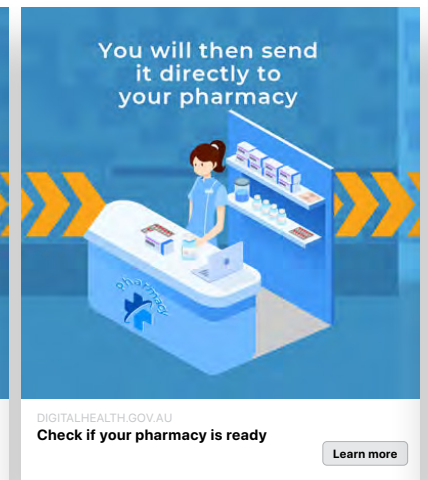 You will then send
it directly to
your pharmacy
pharmacy
DIGITALHEALTH.GOV.AU
Check if your pharmacy is ready
Learn more